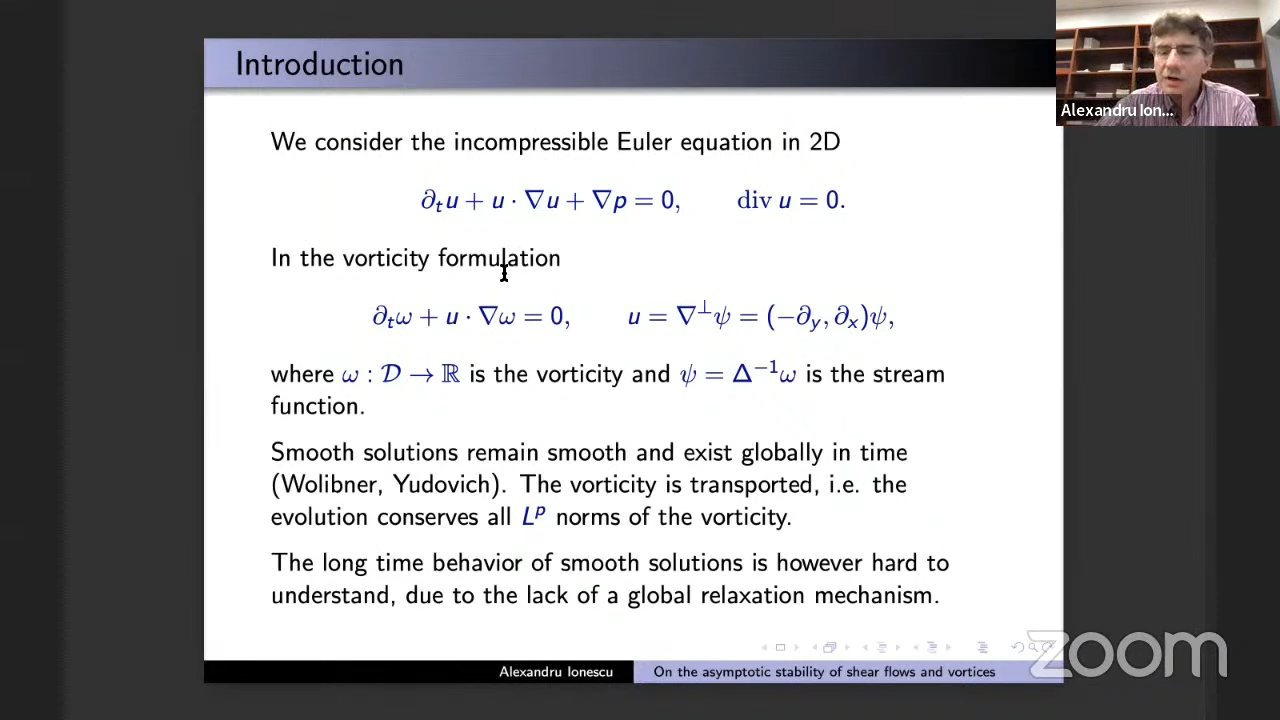 Introduction
Alexandru Ion...
We consider the incompressible Euler equation in 2D
∂ₜu + u · ∇u + ∇p = 0, div u = 0.
In the vorticity formulation
∂ₜω + u · ∇ω = 0, u = ∇^⊥ψ = (−∂_y, ∂_x)ψ,
where ω : 𝒟 → ℝ is the vorticity and ψ = Δ⁻¹ω is the stream
function.
Smooth solutions remain smooth and exist globally in time
(Wolibner, Yudovich). The vorticity is transported, i.e. the
evolution conserves all Lᵖ norms of the vorticity.
The long time behavior of smooth solutions is however hard to
understand, due to the lack of a global relaxation mechanism.
zoom
Alexandru Ionescu On the asymptotic stability of shear flows and vortices